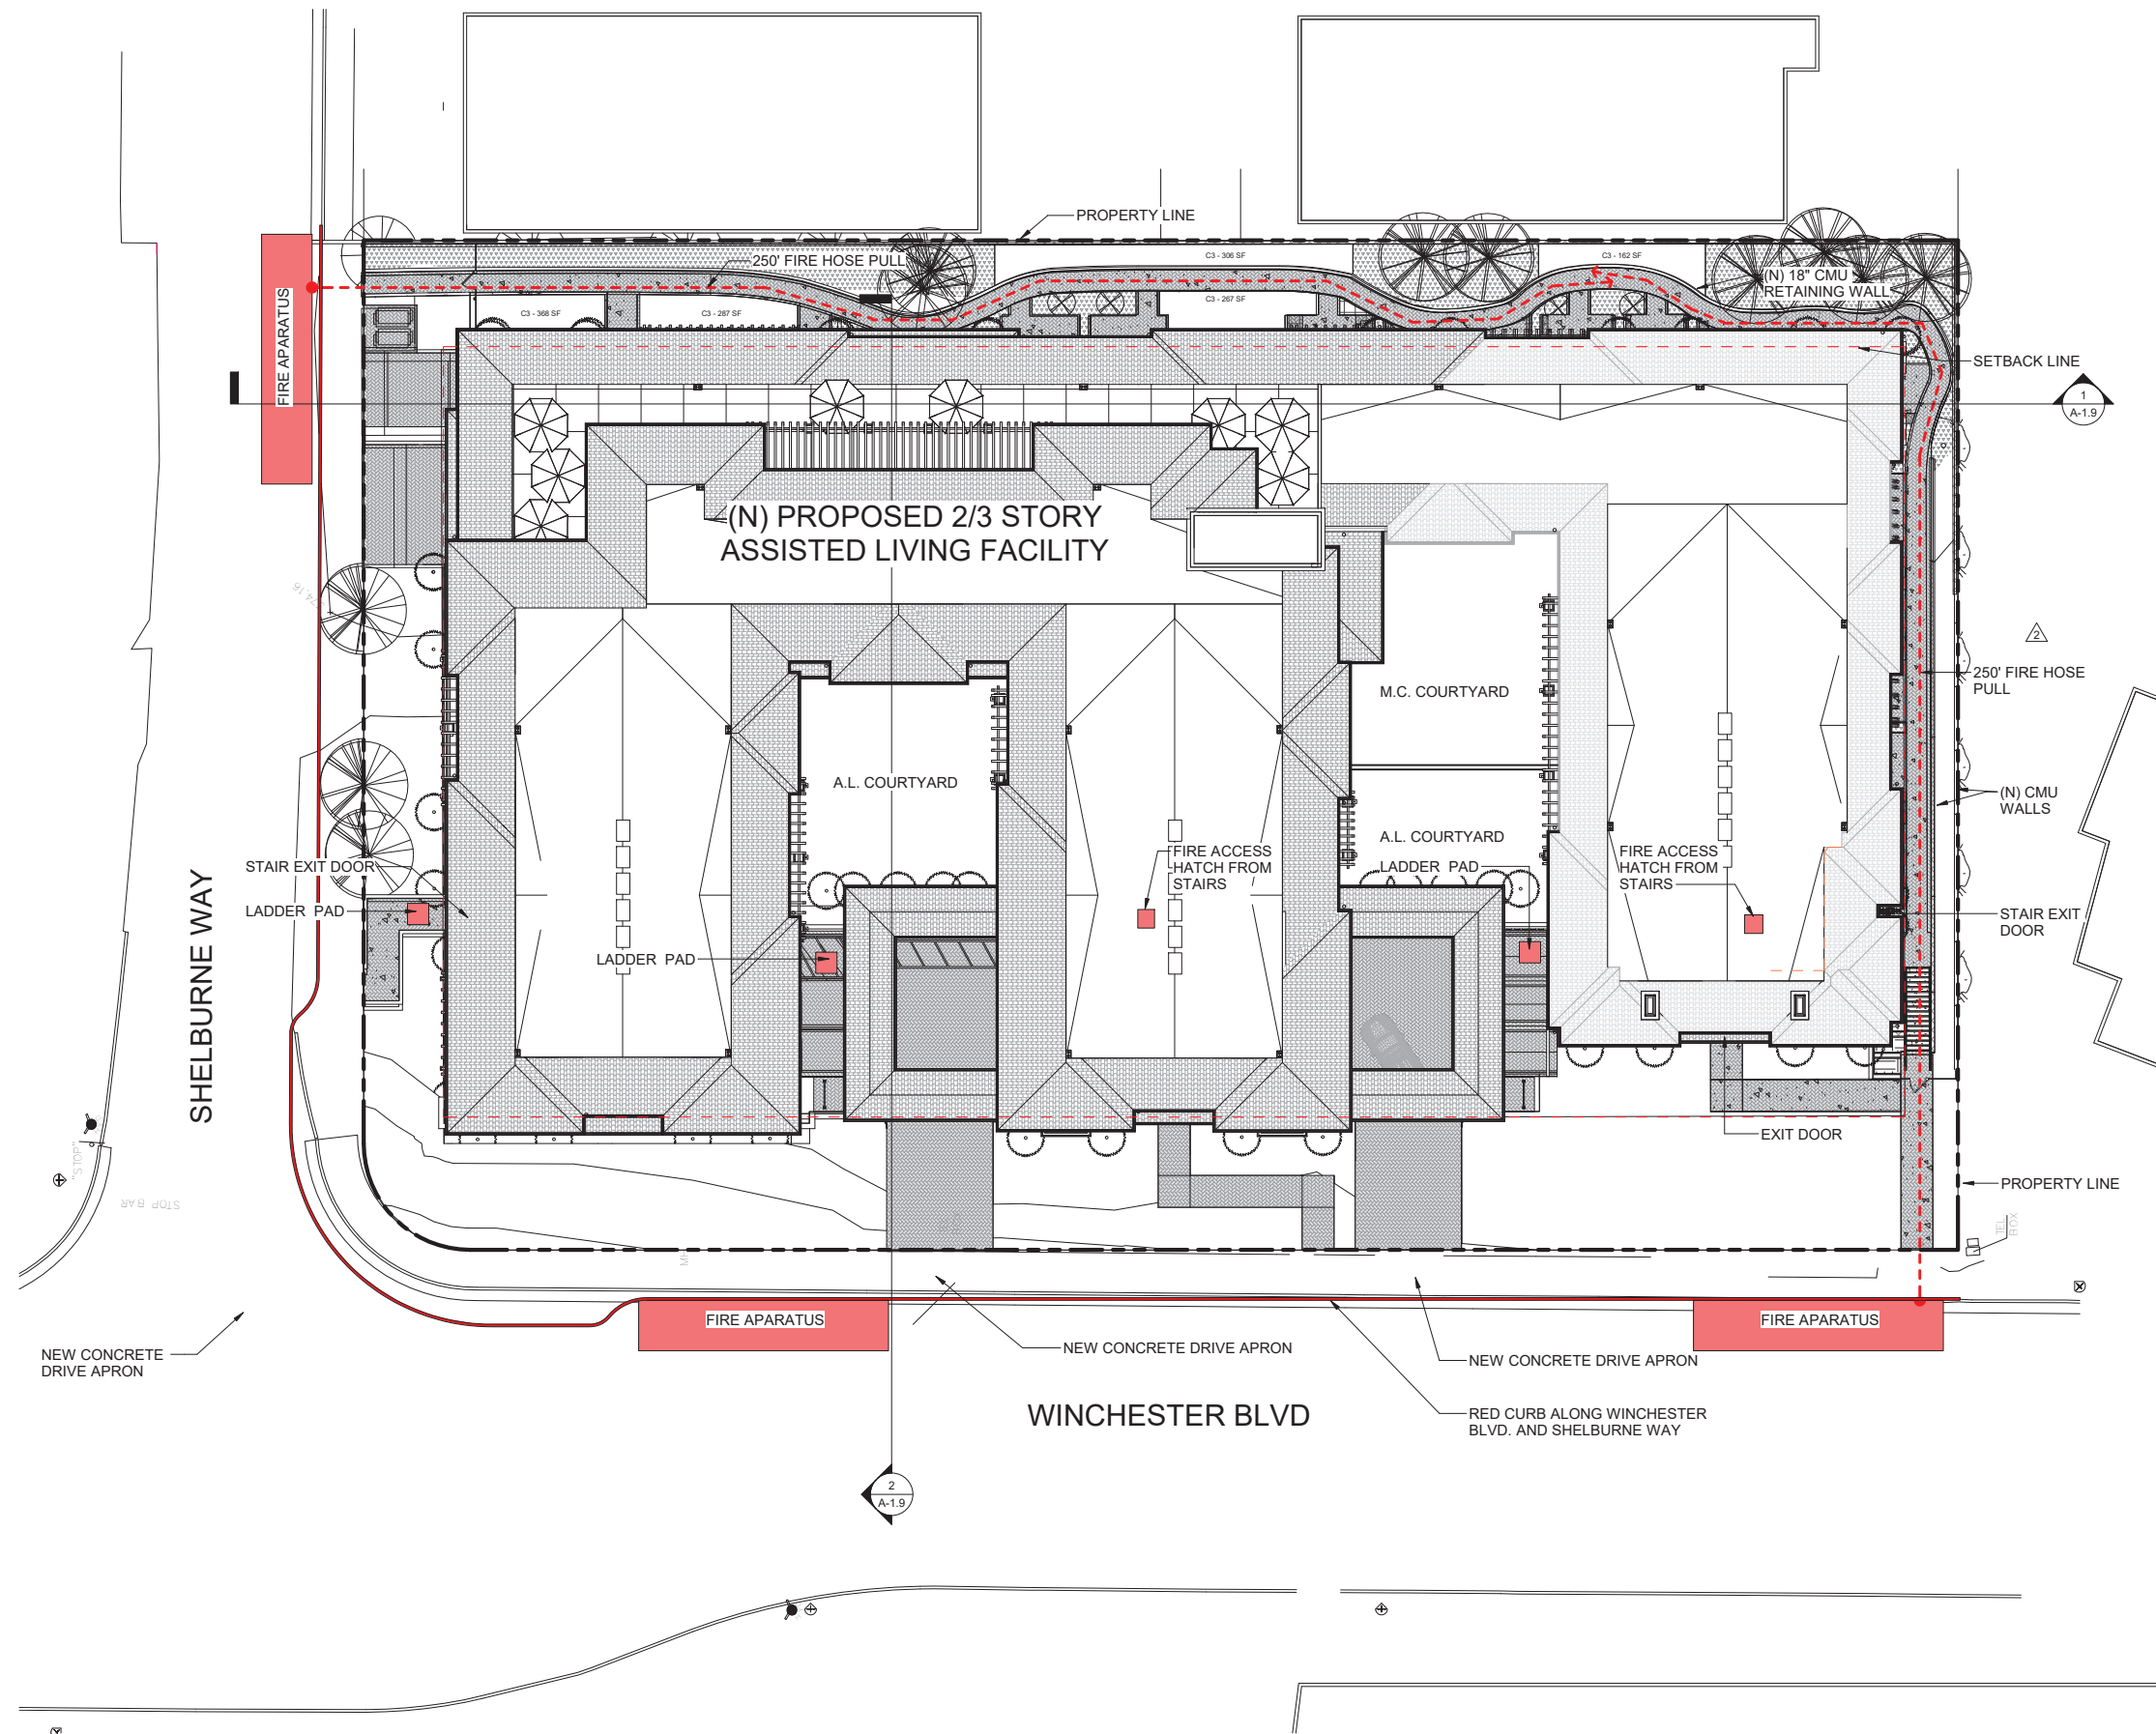 PROPERTY LINE
250' FIRE HOSE PULL
C3 - 306 SF
C3 - 162 SF
(N) 18" CMU
RETAINING WALL
FIRE APARATUS
C3 - 368 SF
C3 - 287 SF
C3 - 267 SF
SETBACK LINE
1
A-1.9
(N) PROPOSED 2/3 STORY
ASSISTED LIVING FACILITY
2
250' FIRE HOSE
PULL
M.C. COURTYARD
A.L. COURTYARD
(N) CMU
WALLS
A.L. COURTYARD
STAIR EXIT DOOR
FIRE ACCESS
HATCH FROM
STAIRS
LADDER PAD
FIRE ACCESS
HATCH FROM
STAIRS
LADDER PAD
STAIR EXIT
DOOR
LADDER PAD
SHELBURNE WAY
"STOP"
STOP BAR
EXIT DOOR
PROPERTY LINE
TEL
BOX
FIRE APARATUS
FIRE APARATUS
NEW CONCRETE
DRIVE APRON
NEW CONCRETE DRIVE APRON
NEW CONCRETE DRIVE APRON
WINCHESTER BLVD
RED CURB ALONG WINCHESTER
BLVD. AND SHELBURNE WAY
2
A-1.9